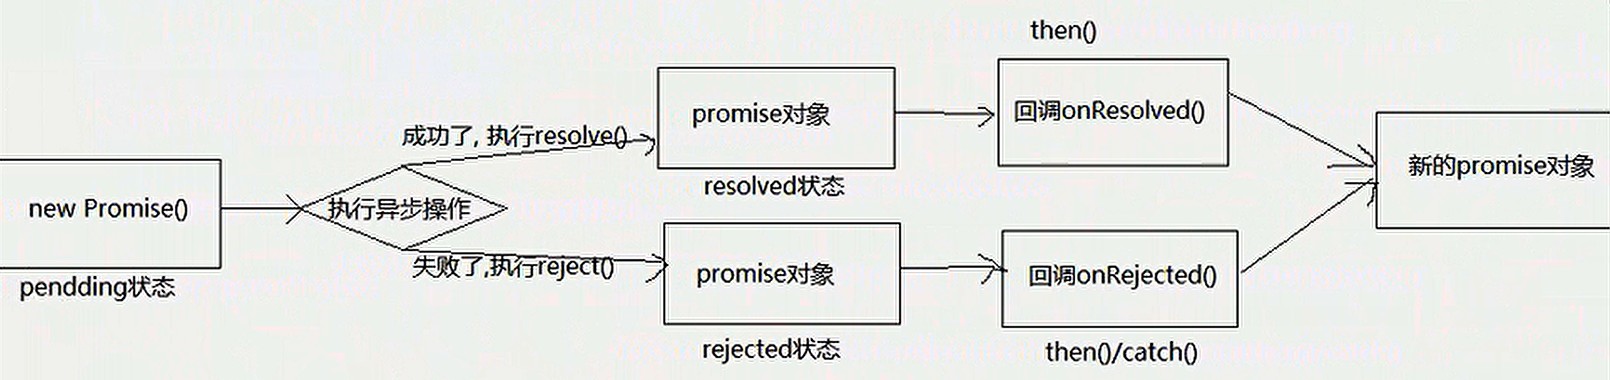 then()
promise对象
回调onResolved()
成功了, 执行resolve()
新的promise对象
resolved状态
new Promise()
执行异步操作
失败了,执行reject()
promise对象
回调onRejected()
pendding状态
rejected状态
then()/catch()